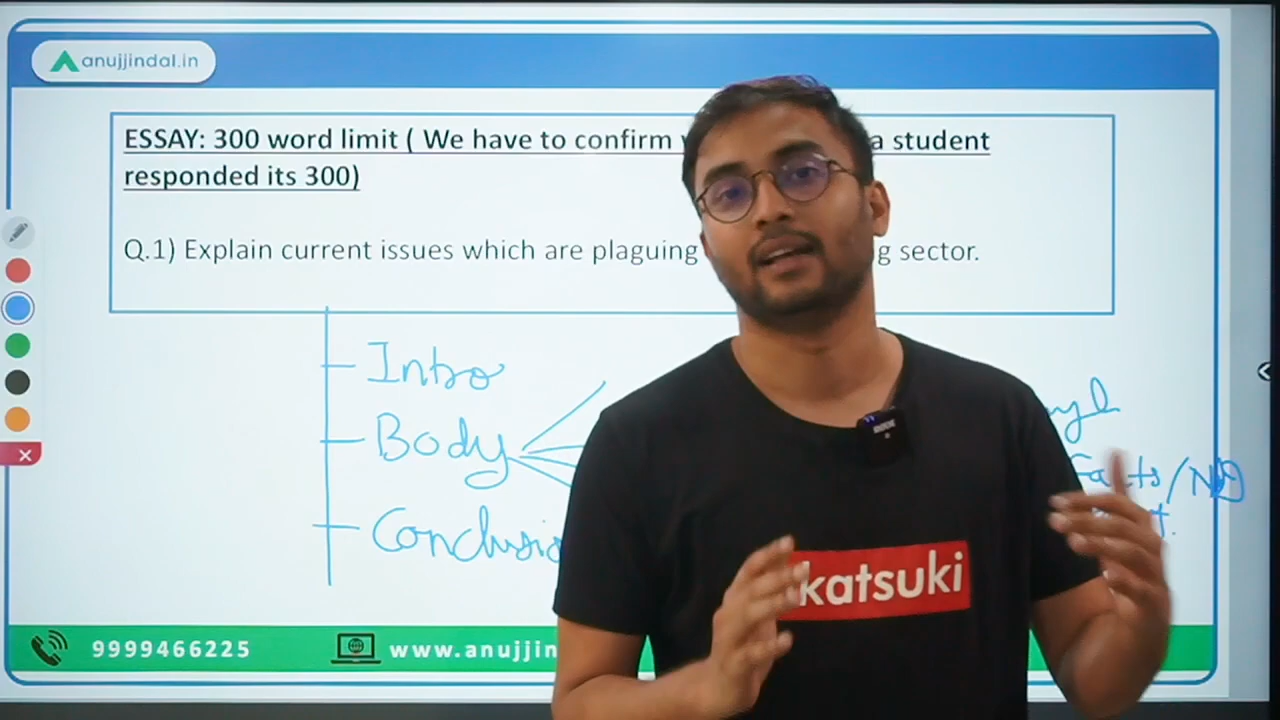 anujjindal.in
ESSAY: 300 word limit ( We have to confirm a student
responded its 300)
Q.1) Explain current issues which are plaguing sector.
Intro
Body
Conclusio
Facts/
katsuki
9999466225
www.anujjin